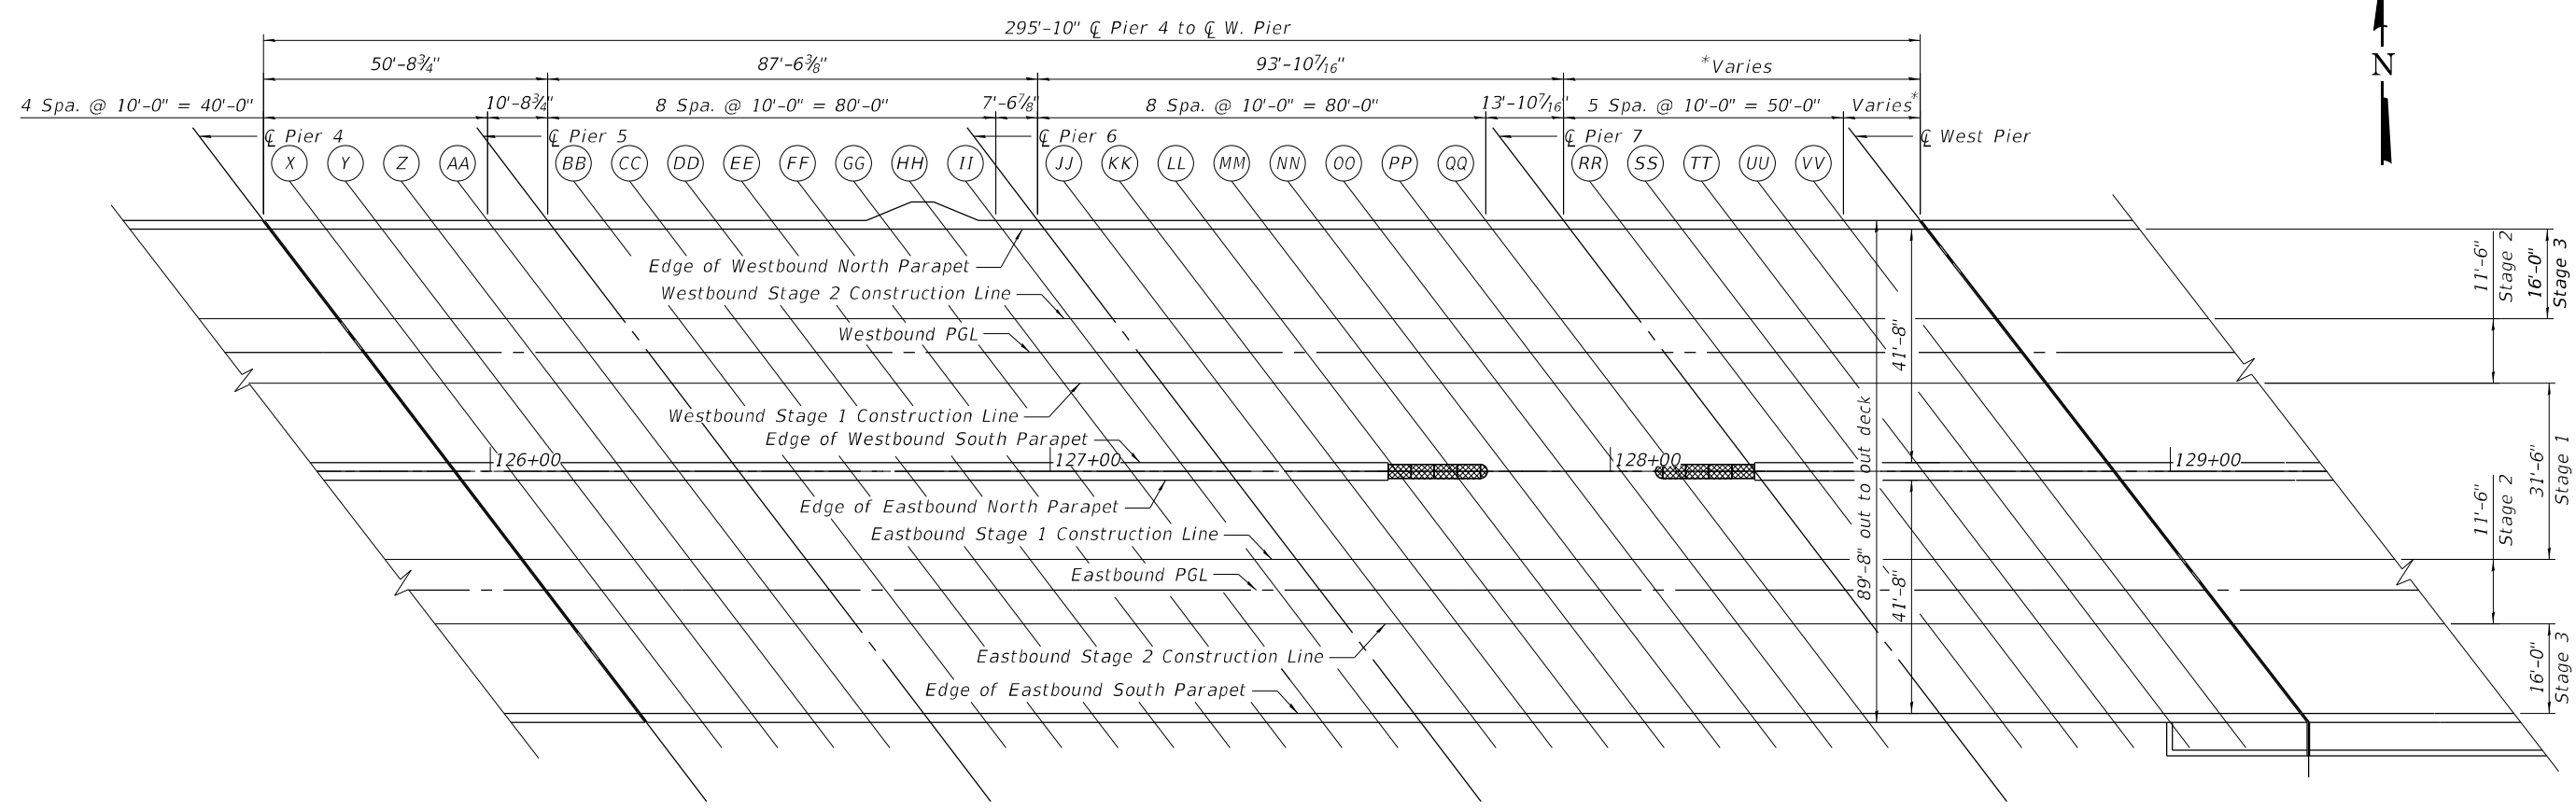 295'-10" ℄ Pier 4 to ℄ W. Pier
N
50'-8¾"
87'-6⅜"
93'-10⁷⁄₁₆"
*Varies
4 Spa. @ 10'-0" = 40'-0"
10'-8¾"
8 Spa. @ 10'-0" = 80'-0"
7'-6⅞"
8 Spa. @ 10'-0" = 80'-0"
13'-10⁷⁄₁₆"
5 Spa. @ 10'-0" = 50'-0"
Varies*
℄ Pier 4
℄ Pier 5
℄ Pier 6
℄ Pier 7
℄ West Pier
X
Y
Z
AA
BB
CC
DD
EE
FF
GG
HH
II
JJ
KK
LL
MM
NN
OO
PP
QQ
RR
SS
TT
UU
VV
Edge of Westbound North Parapet
Westbound Stage 2 Construction Line
Westbound PGL
Westbound Stage 1 Construction Line
Edge of Westbound South Parapet
126+00
127+00
128+00
129+00
Edge of Eastbound North Parapet
Eastbound Stage 1 Construction Line
Eastbound PGL
Eastbound Stage 2 Construction Line
Edge of Eastbound South Parapet
89'-8" out to out deck
41'-8"
41'-8"
11'-6"
Stage 2
16'-0"
Stage 3
31'-6"
Stage 1
11'-6"
Stage 2
16'-0"
Stage 3